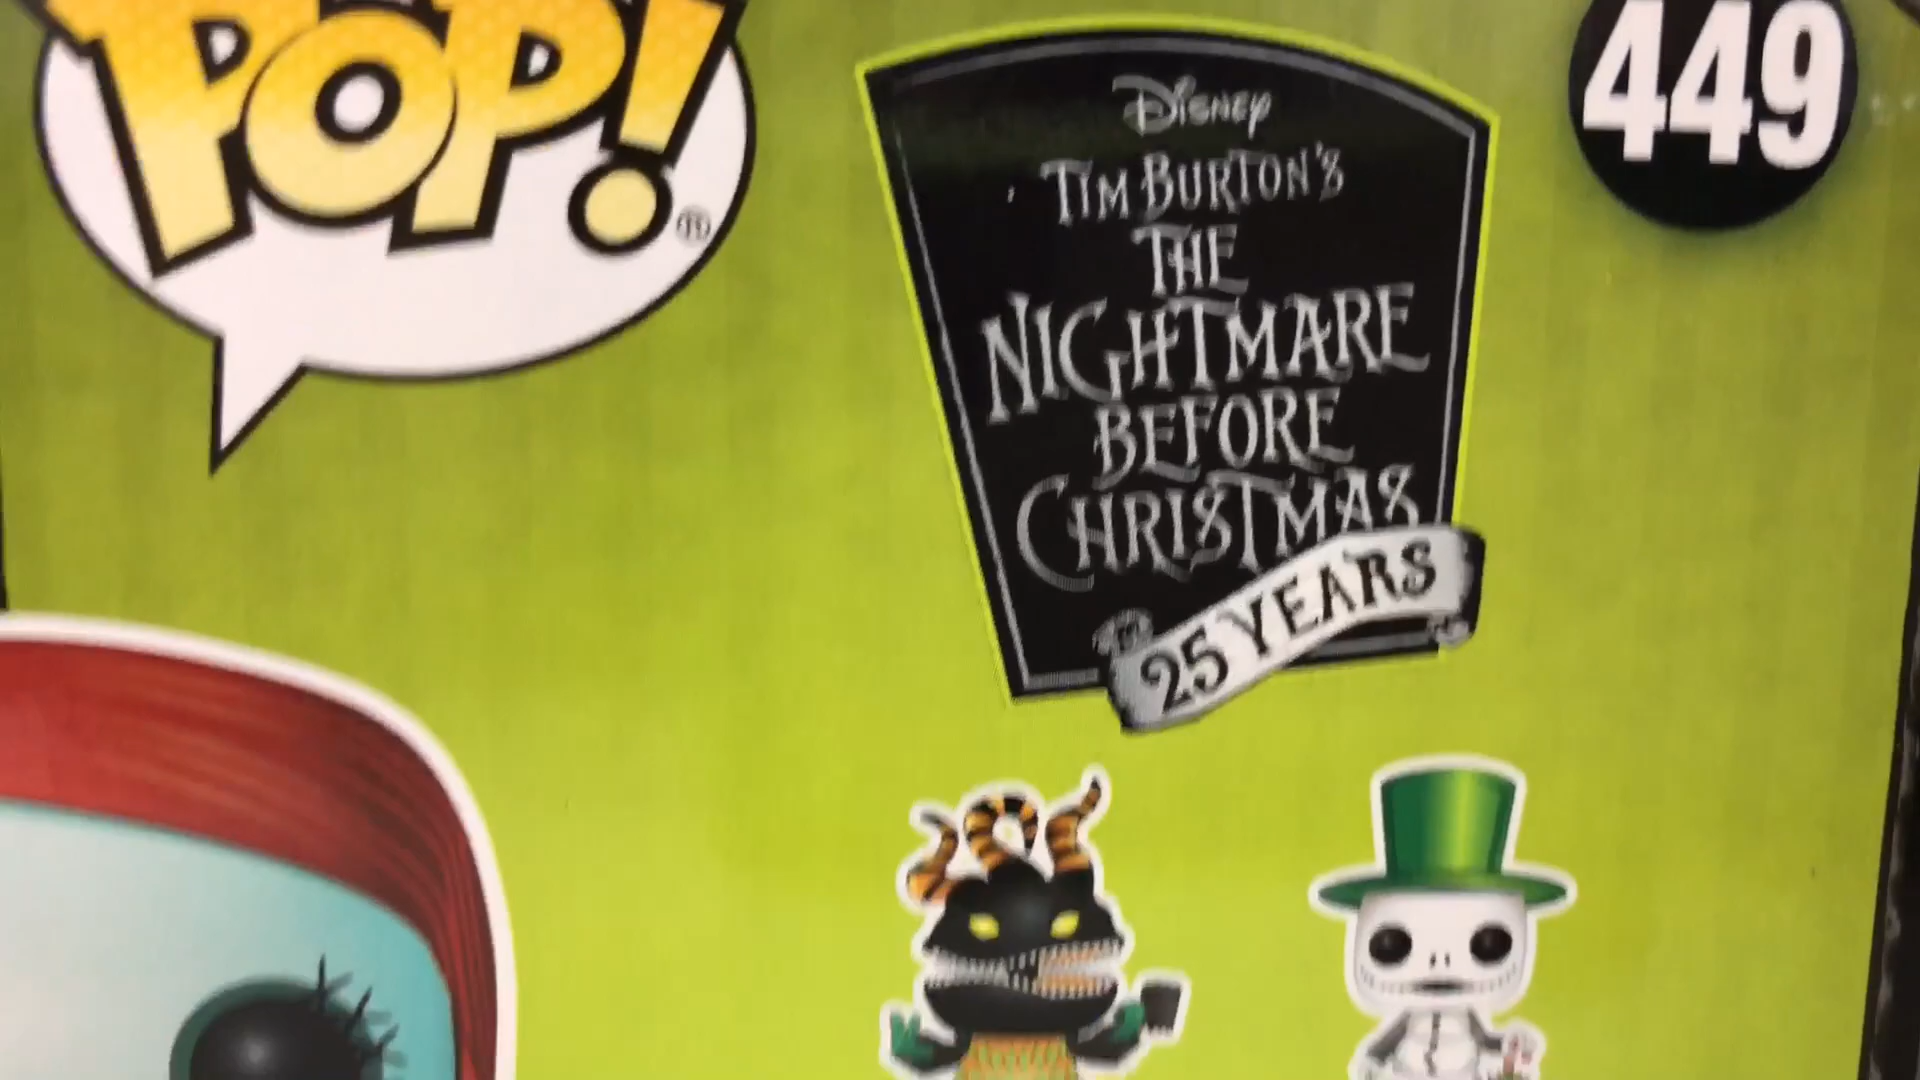 POP!
®
449
Disney
TIM BURTON'S
THE
NIGHTMARE
BEFORE
CHRISTMAS
25 YEARS